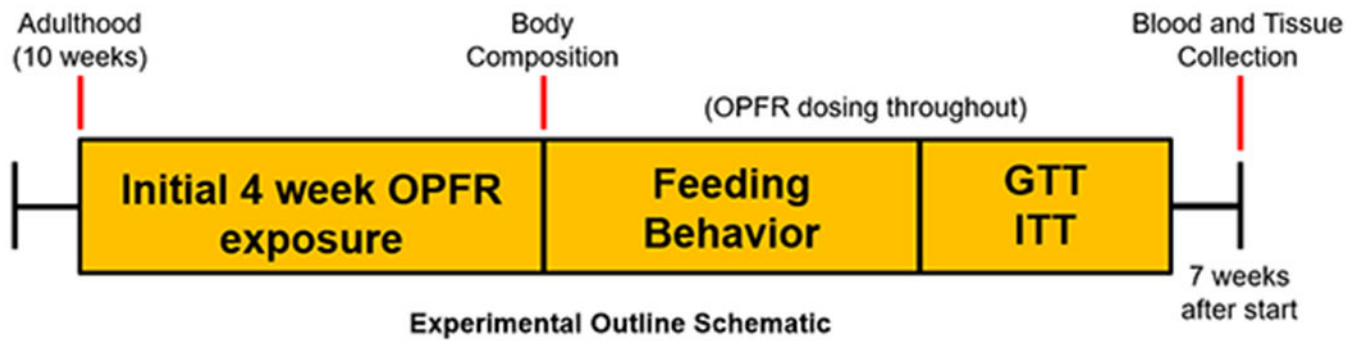 Adulthood
(10 weeks)
Body
Composition
Blood and Tissue
Collection
(OPFR dosing throughout)
Initial 4 week OPFR
exposure
Feeding
Behavior
GTT
ITT
7 weeks
after start
Experimental Outline Schematic